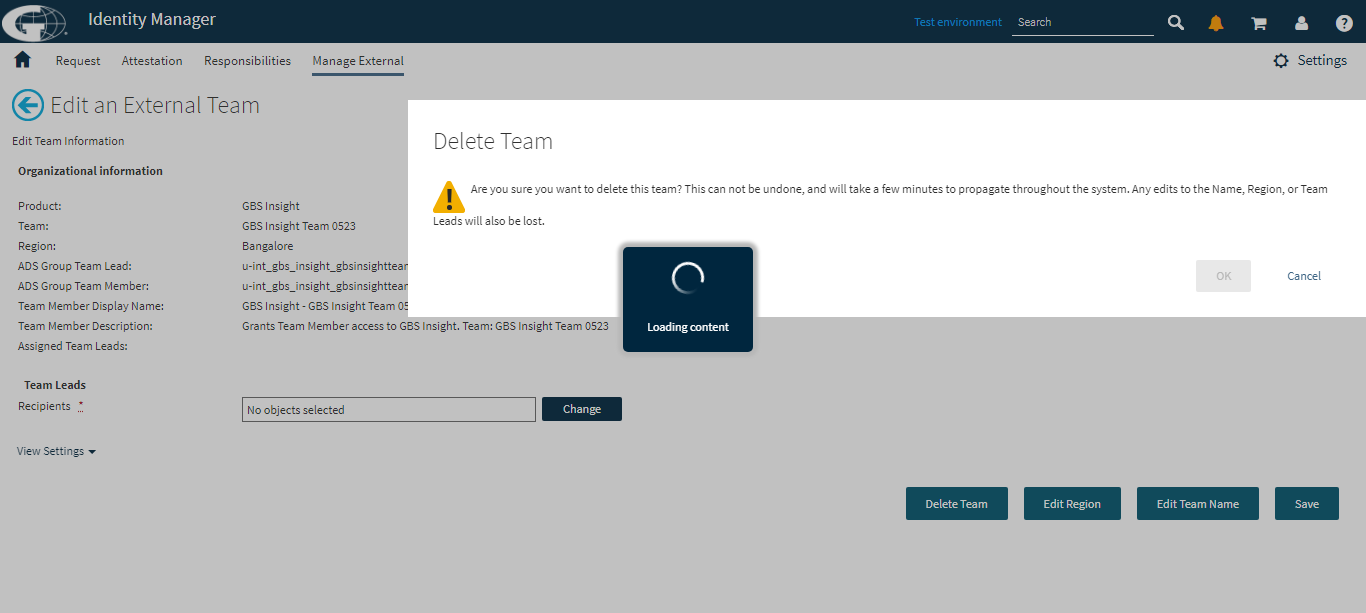 Identity Manager
Test environment
Search
Request
Attestation
Responsibilities
Manage External
Settings
Edit an External Team
Edit Team Information
Organizational information
Product: GBS Insight
Team: GBS Insight Team 0523
Region: Bangalore
ADS Group Team Lead: u-int_gbs_insight_gbsinsightteam
ADS Group Team Member: u-int_gbs_insight_gbsinsightteam
Team Member Display Name: GBS Insight - GBS Insight Team 05
Team Member Description: Grants Team Member access to GBS Insight. Team: GBS Insight Team 0523
Assigned Team Leads:
Team Leads
Recipients * No objects selected Change
View Settings
Delete Team
Are you sure you want to delete this team? This can not be undone, and will take a few minutes to propagate throughout the system. Any edits to the Name, Region, or Team
Leads will also be lost.
OK
Cancel
Loading content
Delete Team
Edit Region
Edit Team Name
Save